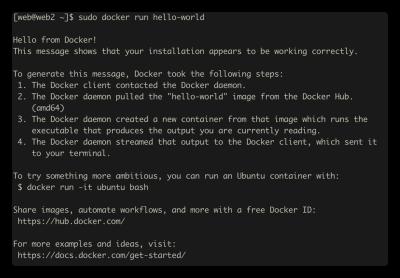 [web@web2 ~]$ sudo docker run hello-world
Hello from Docker!
This message shows that your installation appears to be working correctly.
To generate this message, Docker took the following steps:
1. The Docker client contacted the Docker daemon.
2. The Docker daemon pulled the "hello-world" image from the Docker Hub.
(amd64)
3. The Docker daemon created a new container from that image which runs the
executable that produces the output you are currently reading.
4. The Docker daemon streamed that output to the Docker client, which sent it
to your terminal.
To try something more ambitious, you can run an Ubuntu container with:
$ docker run -it ubuntu bash
Share images, automate workflows, and more with a free Docker ID:
https://hub.docker.com/
For more examples and ideas, visit:
https://docs.docker.com/get-started/